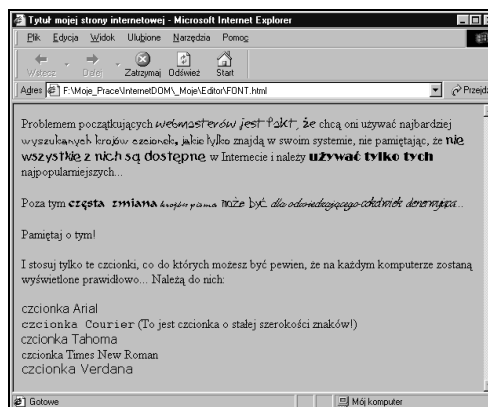 Tytuł mojej strony internetowej - Microsoft Internet Explorer
Plik Edycja Widok Ulubione Narzędzia Pomoc
Wstecz Dalej Zatrzymaj Odśwież Start
Adres F:\Moje_Prace\InternetDOM\_Moje\Editor\FONT.html Przejdź
Problemem początkujących webmasterów jest fakt, że chcą oni używać najbardziej
wyszukanych krojów czcionek, jakie tylko znajdą w swoim systemie, nie pamiętając, że nie
wszystkie z nich są dostępne w Internecie i należy używać tylko tych
najpopularniejszych...
Poza tym częsta zmiana krojów pisma może być dla odwiedzającego cokolwiek denerwująca...
Pamiętaj o tym!
I stosuj tylko te czcionki, co do których możesz być pewien, że na każdym komputerze zostaną
wyświetlone prawidłowo... Należą do nich:
czcionka Arial
czcionka Courier (To jest czcionka o stałej szerokości znaków!)
czcionka Tahoma
czcionka Times New Roman
czcionka Verdana
Gotowe Mój komputer